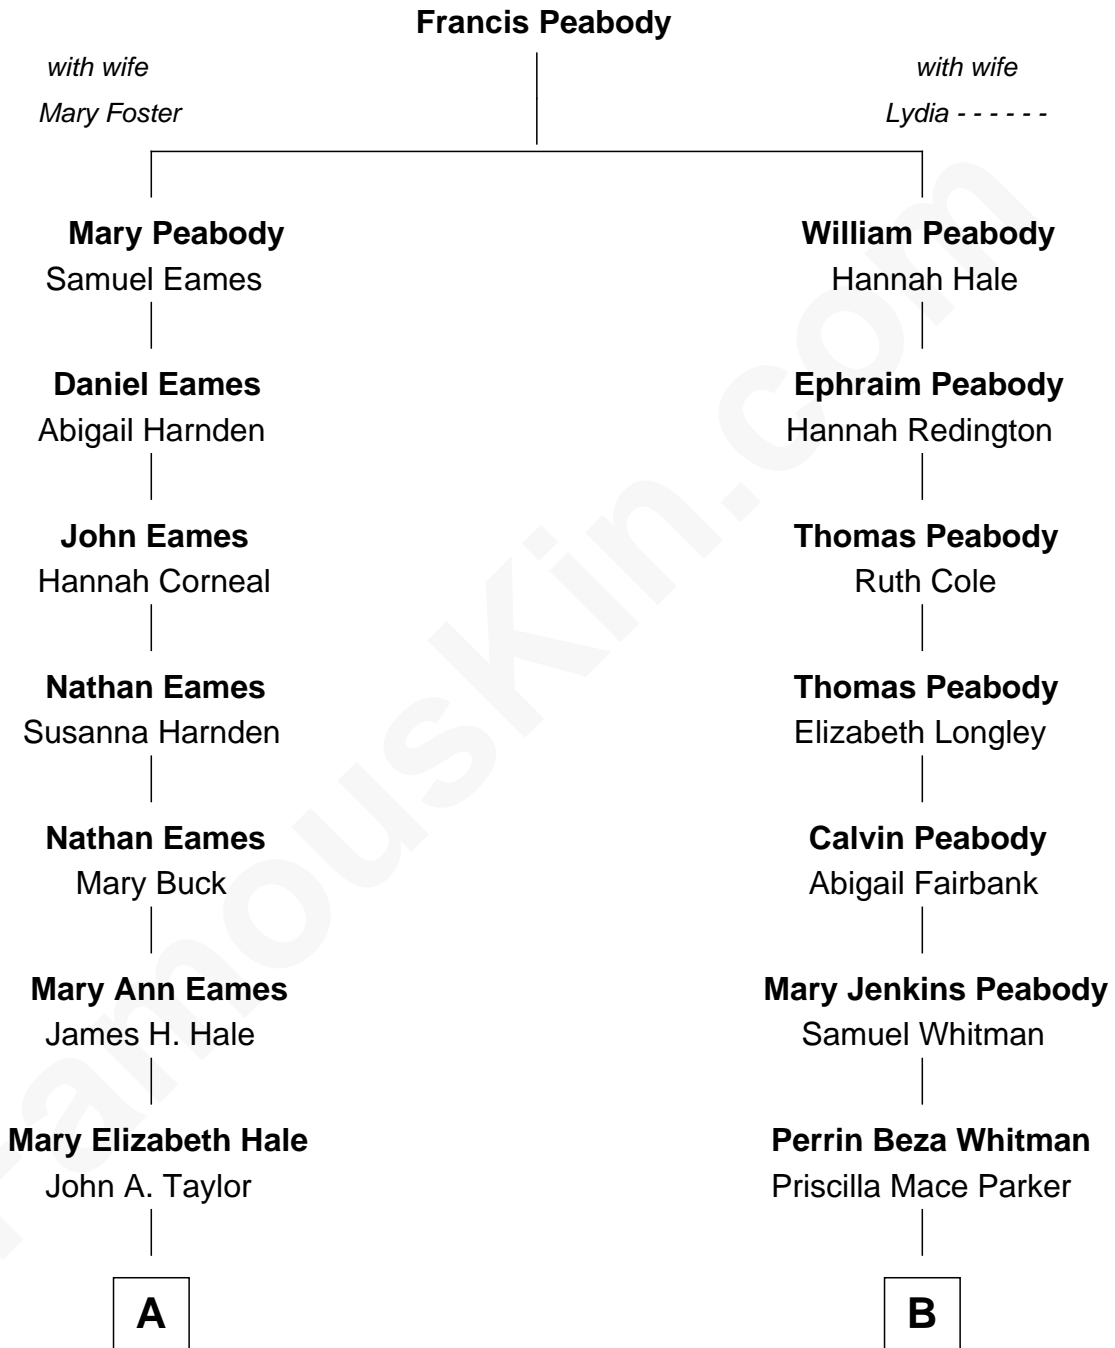 Francis Peabody
with wife
Mary Foster
with wife
Lydia - - - - - -
Mary Peabody
Samuel Eames
William Peabody
Hannah Hale
Daniel Eames
Abigail Harnden
Ephraim Peabody
Hannah Redington
John Eames
Hannah Corneal
Thomas Peabody
Ruth Cole
Nathan Eames
Susanna Harnden
Thomas Peabody
Elizabeth Longley
Nathan Eames
Mary Buck
Calvin Peabody
Abigail Fairbank
Mary Ann Eames
James H. Hale
Mary Jenkins Peabody
Samuel Whitman
Mary Elizabeth Hale
John A. Taylor
Perrin Beza Whitman
Priscilla Mace Parker
A
B
FamousKin.com